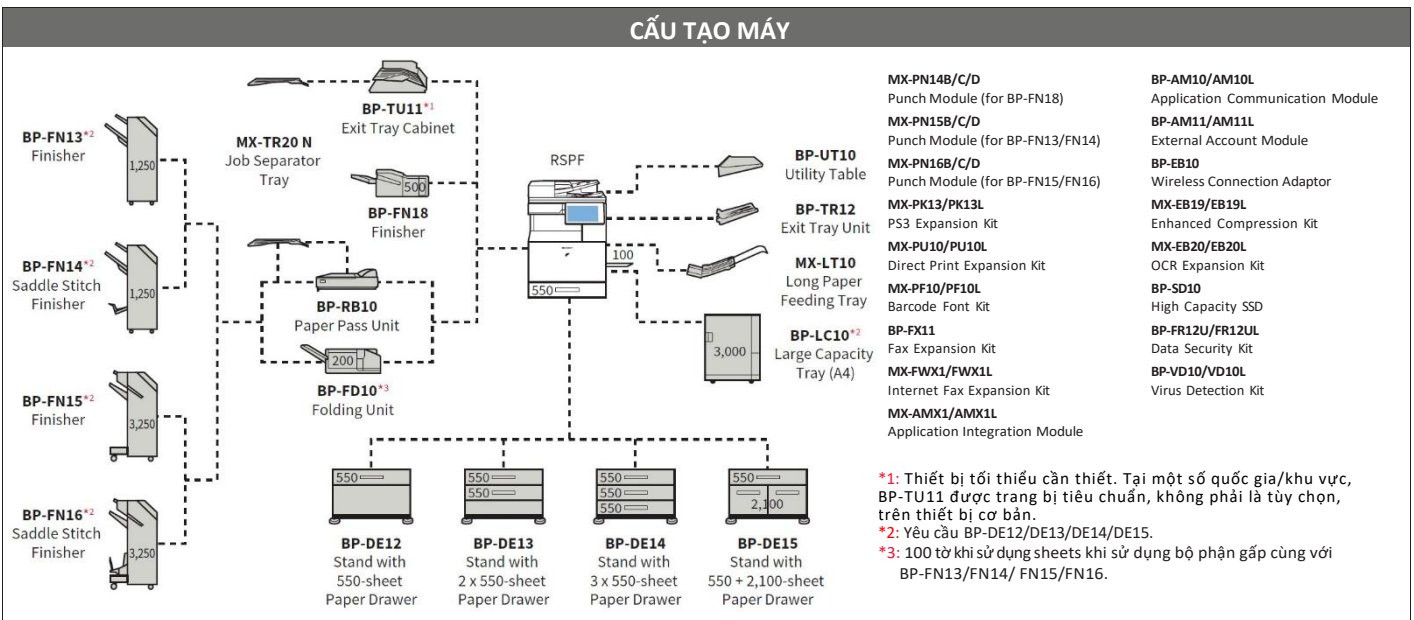 CẤU TẠO MÁY
BP-TU11*1
Exit Tray Cabinet
BP-FN13*2
Finisher
1,250
MX-TR20 N
Job Separator
Tray
500
BP-FN18
Finisher
BP-FN14*2
Saddle Stitch
Finisher
1,250
BP-RB10
Paper Pass Unit
200
BP-FD10*3
Folding Unit
BP-FN15*2
Finisher
3,250
BP-FN16*2
Saddle Stitch
Finisher
3,250
RSPF
100
550
BP-UT10
Utility Table
BP-TR12
Exit Tray Unit
MX-LT10
Long Paper
Feeding Tray
3,000
BP-LC10*2
Large Capacity
Tray (A4)
550
BP-DE12
Stand with
550-sheet
Paper Drawer
550
550
550
BP-DE13
Stand with
2 x 550-sheet
Paper Drawer
550
550
550
BP-DE14
Stand with
3 x 550-sheet
Paper Drawer
550
2,100
BP-DE15
Stand with
550 + 2,100-sheet
Paper Drawer
MX-PN14B/C/D
Punch Module (for BP-FN18)
MX-PN15B/C/D
Punch Module (for BP-FN13/FN14)
MX-PN16B/C/D
Punch Module (for BP-FN15/FN16)
MX-PK13/PK13L
PS3 Expansion Kit
MX-PU10/PU10L
Direct Print Expansion Kit
MX-PF10/PF10L
Barcode Font Kit
BP-FX11
Fax Expansion Kit
MX-FWX1/FWX1L
Internet Fax Expansion Kit
MX-AMX1/AMX1L
Application Integration Module
BP-AM10/AM10L
Application Communication Module
BP-AM11/AM11L
External Account Module
BP-EB10
Wireless Connection Adaptor
MX-EB19/EB19L
Enhanced Compression Kit
MX-EB20/EB20L
OCR Expansion Kit
BP-SD10
High Capacity SSD
BP-FR12U/FR12UL
Data Security Kit
BP-VD10/VD10L
Virus Detection Kit
*1: Thiết bị tối thiểu cần thiết. Tại một số quốc gia/khu vực,
BP-TU11 được trang bị tiêu chuẩn, không phải là tùy chọn,
trên thiết bị cơ bản.
*2: Yêu cầu BP-DE12/DE13/DE14/DE15.
*3: 100 tờ khi sử dụng sheets khi sử dụng bộ phận gấp cùng với
BP-FN13/FN14/ FN15/FN16.